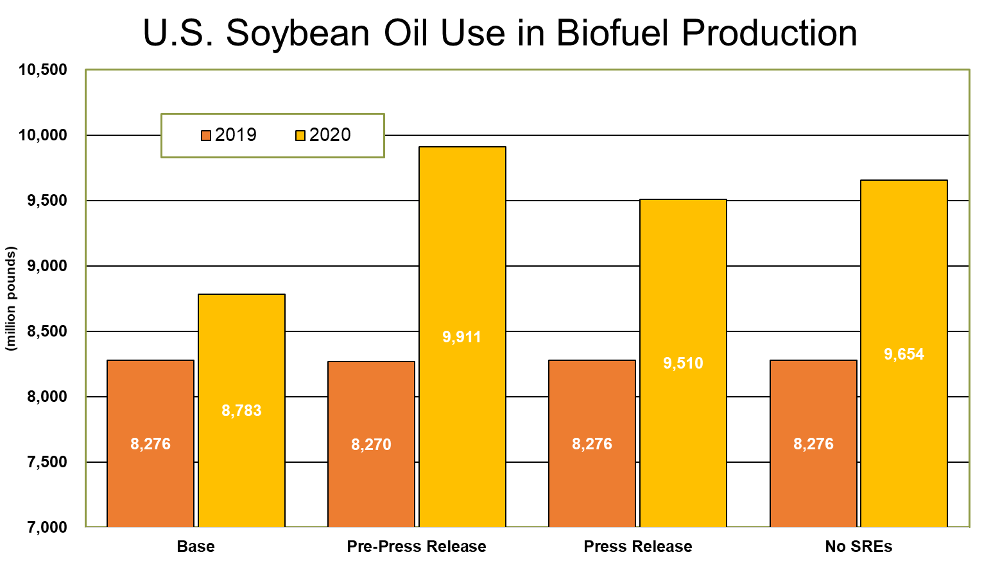 U.S. Soybean Oil Use in Biofuel Production
10,500
10,000
9,500
9,000
8,500
8,000
7,500
7,000
(million pounds)
2019 2020
8,276 8,783 8,270 9,911 8,276 9,510 8,276 9,654
Base Pre-Press Release Press Release No SREs